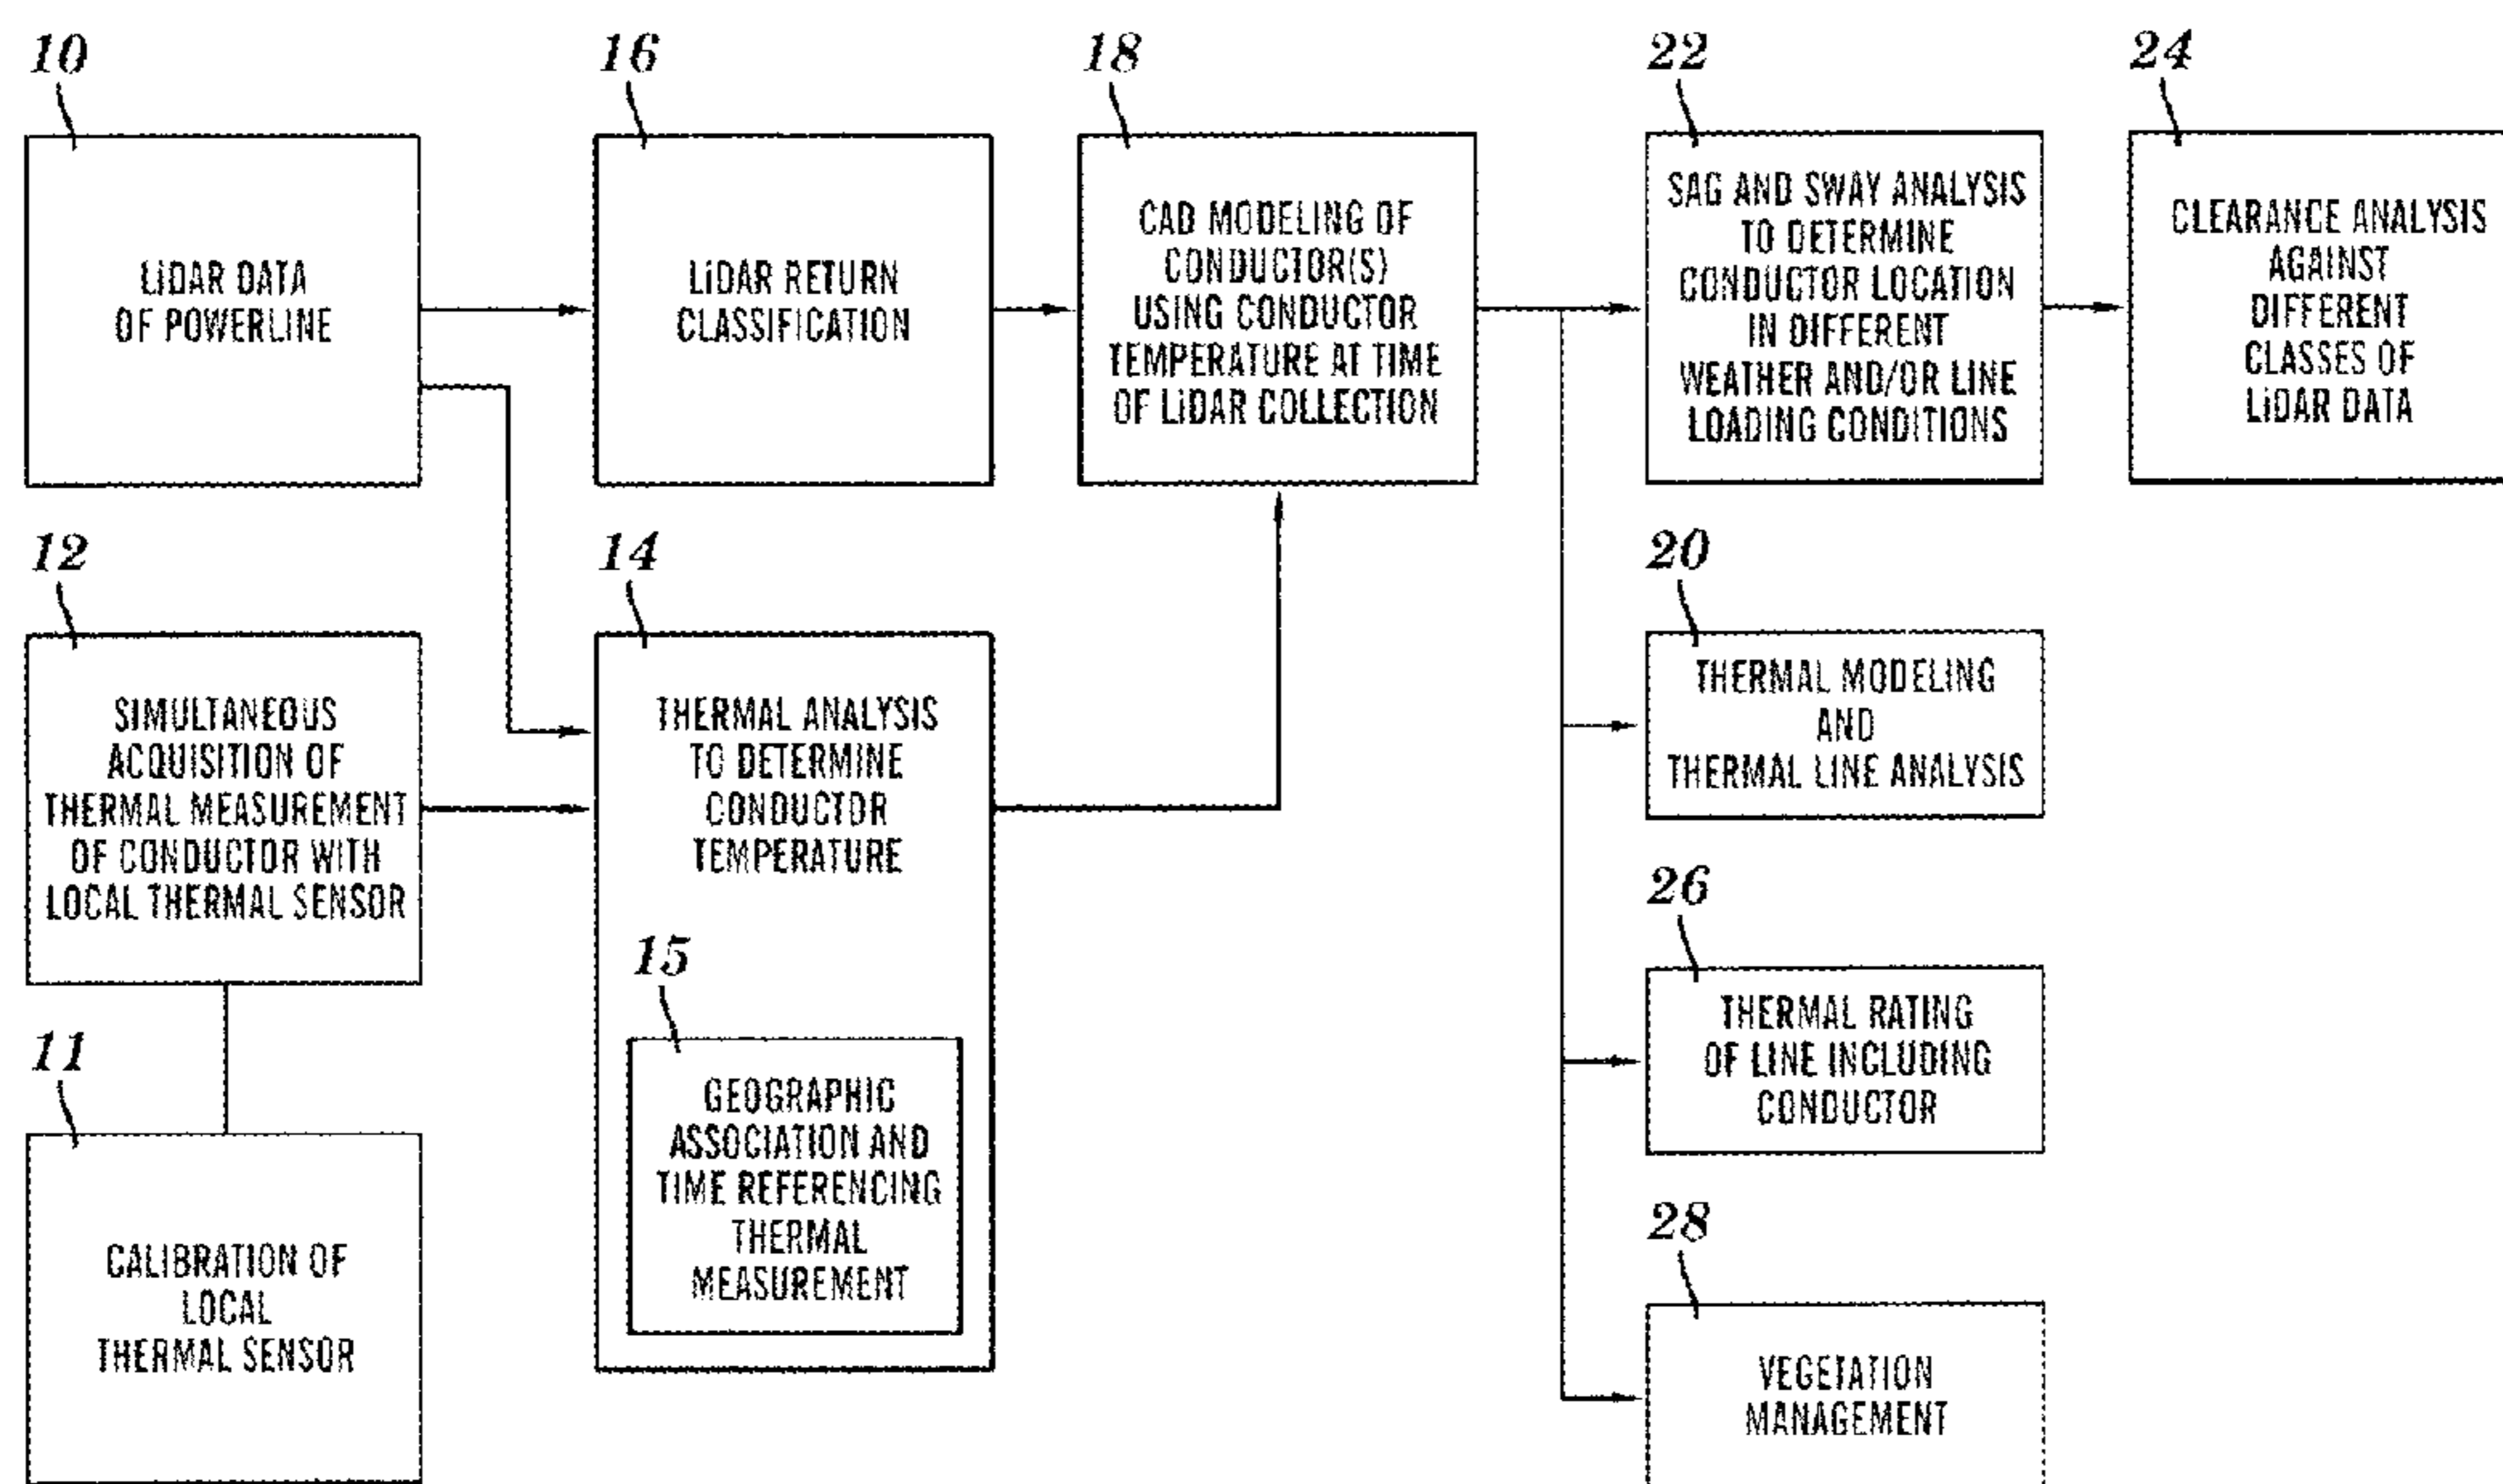 10
LiDAR DATA
OF POWERLINE
16
LiDAR RETURN
CLASSIFICATION
18
CAD MODELING OF
CONDUCTOR(S)
USING CONDUCTOR
TEMPERATURE AT TIME
OF LiDAR COLLECTION
22
SAG AND SWAY ANALYSIS
TO DETERMINE
CONDUCTOR LOCATION
IN DIFFERENT
WEATHER AND/OR LINE
LOADING CONDITIONS
24
CLEARANCE ANALYSIS
AGAINST
DIFFERENT
CLASSES OF
LiDAR DATA
12
SIMULTANEOUS
ACQUISITION OF
THERMAL MEASUREMENT
OF CONDUCTOR WITH
LOCAL THERMAL SENSOR
14
THERMAL ANALYSIS
TO DETERMINE
CONDUCTOR
TEMPERATURE
15
GEOGRAPHIC
ASSOCIATION AND
TIME REFERENCING
THERMAL
MEASUREMENT
20
THERMAL MODELING
AND
THERMAL LINE ANALYSIS
11
CALIBRATION OF
LOCAL
THERMAL SENSOR
26
THERMAL RATING
OF LINE INCLUDING
CONDUCTOR
28
VEGETATION
MANAGEMENT